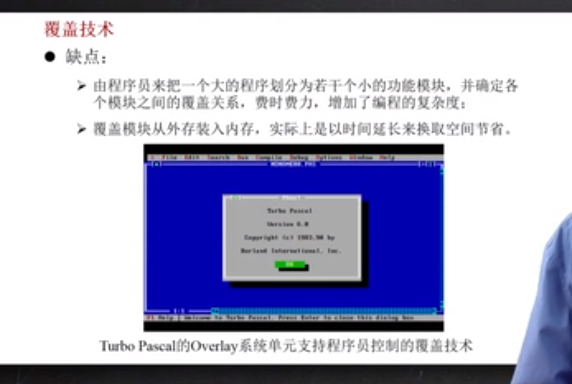 覆盖技术
● 缺点：
➢ 由程序员来把一个大的程序划分为若干个小的功能模块，并确定各
个模块之间的覆盖关系，费时费力，增加了编程的复杂度；
➢ 覆盖模块从外存装入内存，实际上是以时间延长来换取空间节省。
File Edit Search Run Compile Debug Options Window Help
Turbo Pascal
Version 6.0
Copyright (c) 1983,90 by
Borland International, Inc.
OK
F1 Help | Welcome to Turbo Pascal. Press Enter to close this dialog box
Turbo Pascal的Overlay系统单元支持程序员控制的覆盖技术